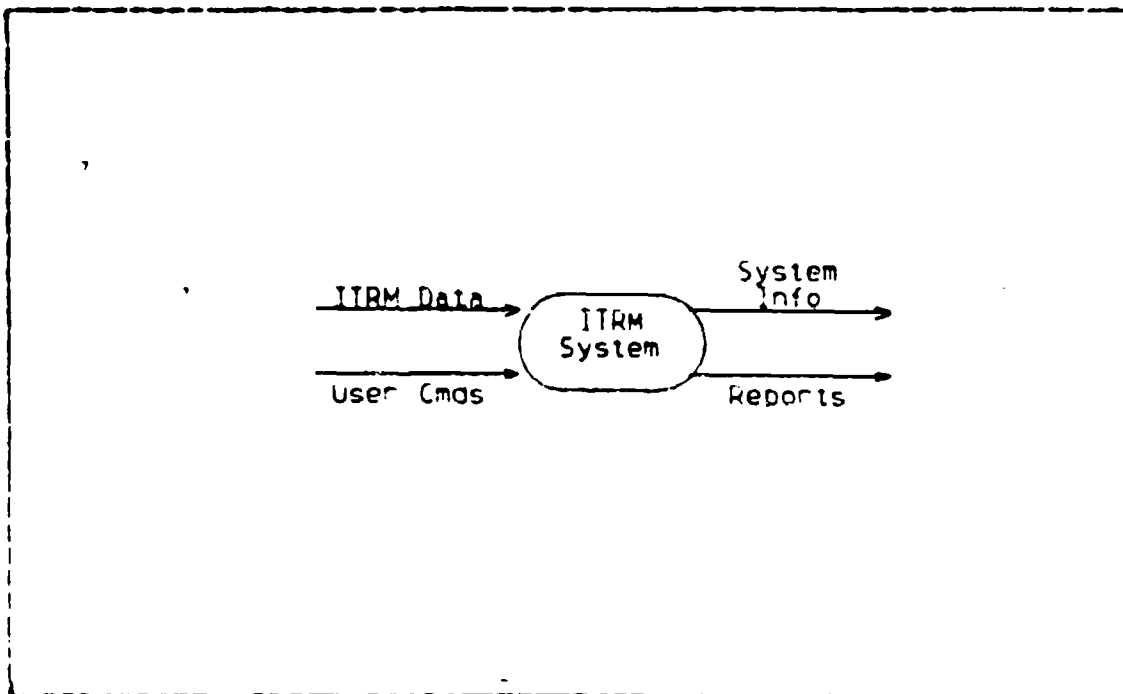 ITRM Data
User Cmds
ITRM
System
System
Info
Reports